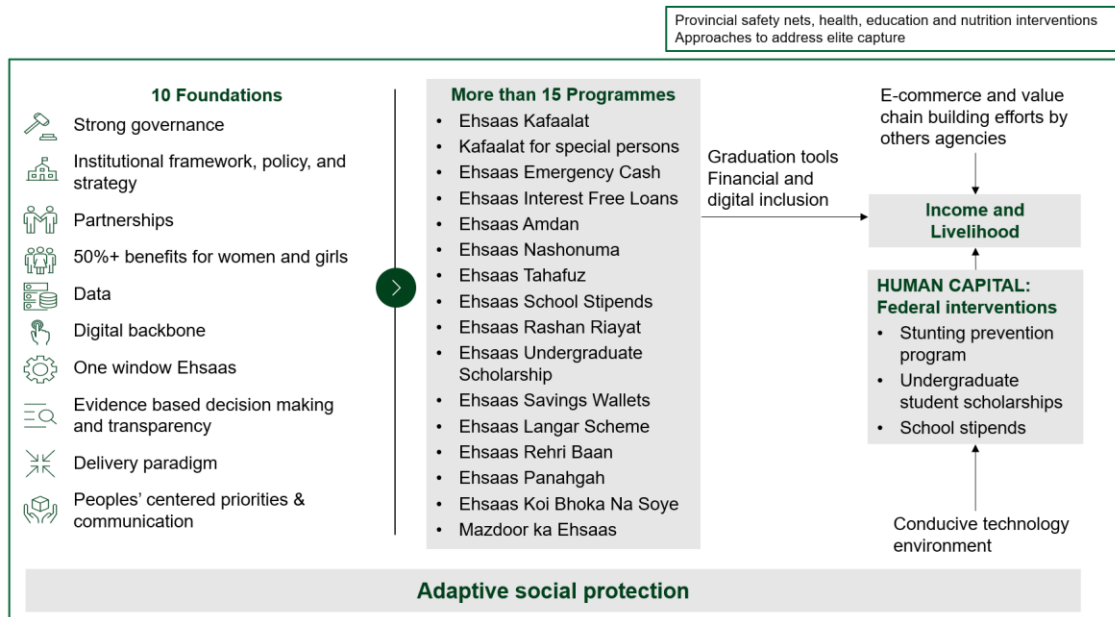 Provincial safety nets, health, education and nutrition interventions
Approaches to address elite capture
10 Foundations
Strong governance
Institutional framework, policy, and
strategy
Partnerships
50%+ benefits for women and girls
Data
Digital backbone
One window Ehsaas
Evidence based decision making
and transparency
Delivery paradigm
Peoples' centered priorities &
communication
More than 15 Programmes
• Ehsaas Kafaalat
• Kafaalat for special persons
• Ehsaas Emergency Cash
• Ehsaas Interest Free Loans
• Ehsaas Amdan
• Ehsaas Nashonuma
• Ehsaas Tahafuz
• Ehsaas School Stipends
• Ehsaas Rashan Riayat
• Ehsaas Undergraduate
Scholarship
• Ehsaas Savings Wallets
• Ehsaas Langar Scheme
• Ehsaas Rehri Baan
• Ehsaas Panahgah
• Ehsaas Koi Bhoka Na Soye
• Mazdoor ka Ehsaas
Graduation tools
Financial and
digital inclusion
E-commerce and value
chain building efforts by
others agencies
Income and
Livelihood
HUMAN CAPITAL:
Federal interventions
• Stunting prevention
program
• Undergraduate
student scholarships
• School stipends
Conducive technology
environment
Adaptive social protection